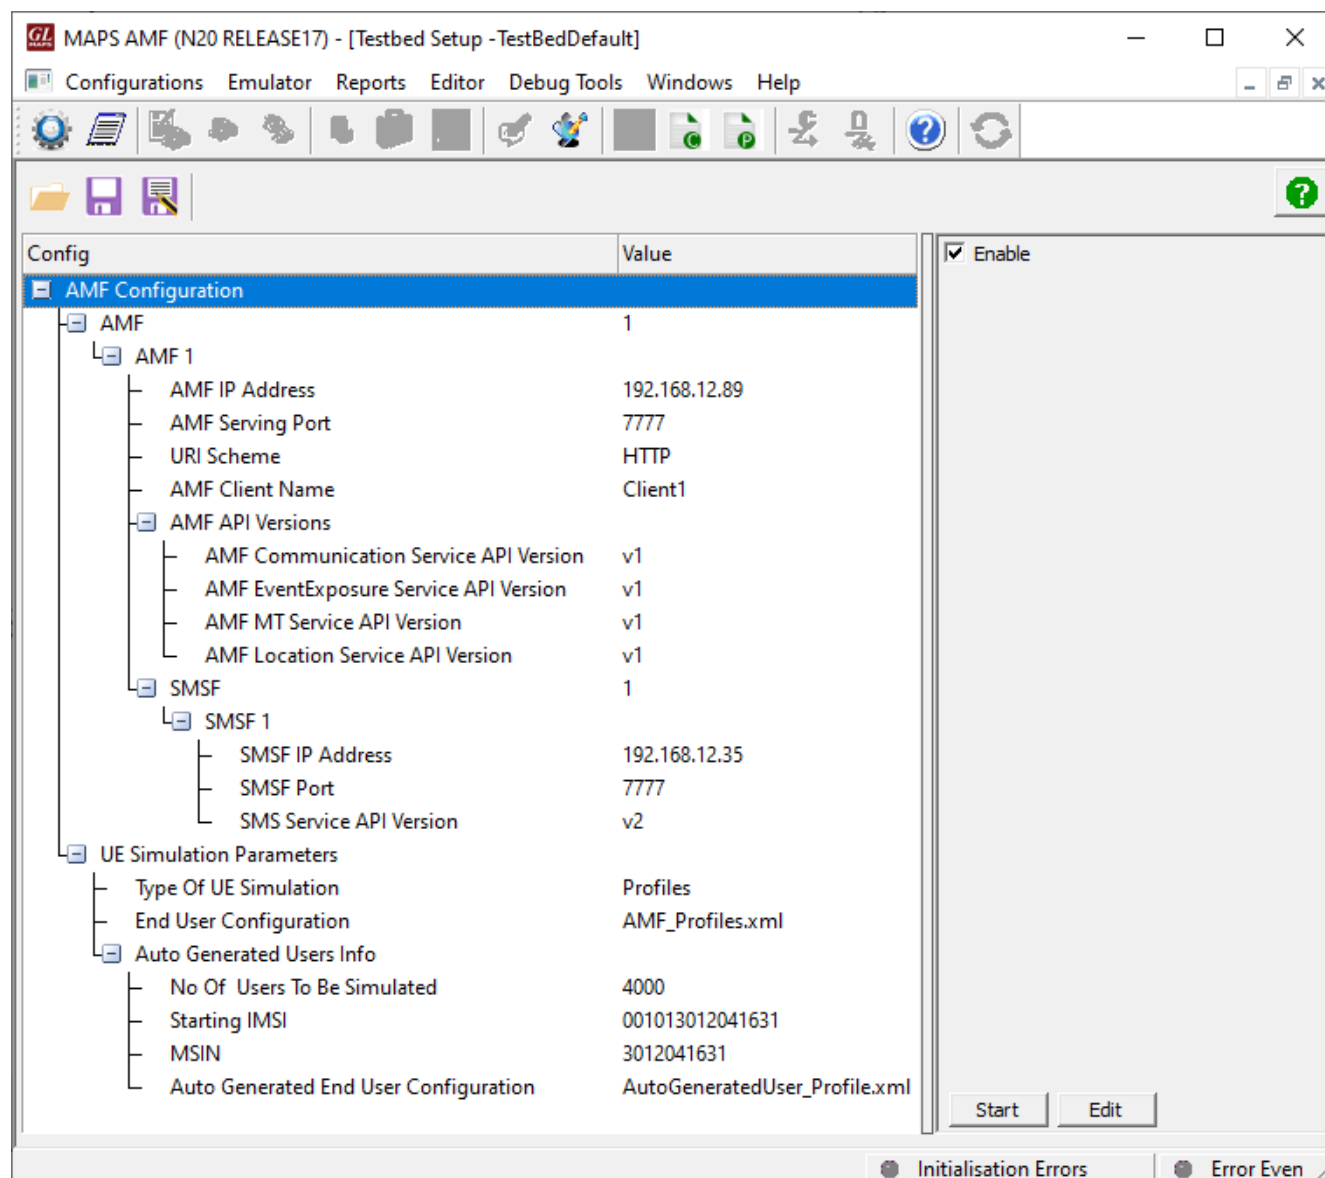 GL
MAPS
MAPS AMF (N20 RELEASE17) - [Testbed Setup -TestBedDefault]
Configurations Emulator Reports Editor Debug Tools Windows Help
Config Value
Enable
AMF Configuration
AMF 1
AMF 1
AMF IP Address 192.168.12.89
AMF Serving Port 7777
URI Scheme HTTP
AMF Client Name Client1
AMF API Versions
AMF Communication Service API Version v1
AMF EventExposure Service API Version v1
AMF MT Service API Version v1
AMF Location Service API Version v1
SMSF 1
SMSF 1
SMSF IP Address 192.168.12.35
SMSF Port 7777
SMS Service API Version v2
UE Simulation Parameters
Type Of UE Simulation Profiles
End User Configuration AMF_Profiles.xml
Auto Generated Users Info
No Of  Users To Be Simulated 4000
Starting IMSI 001013012041631
MSIN 3012041631
Auto Generated End User Configuration AutoGeneratedUser_Profile.xml
Start Edit
Initialisation Errors Error Even